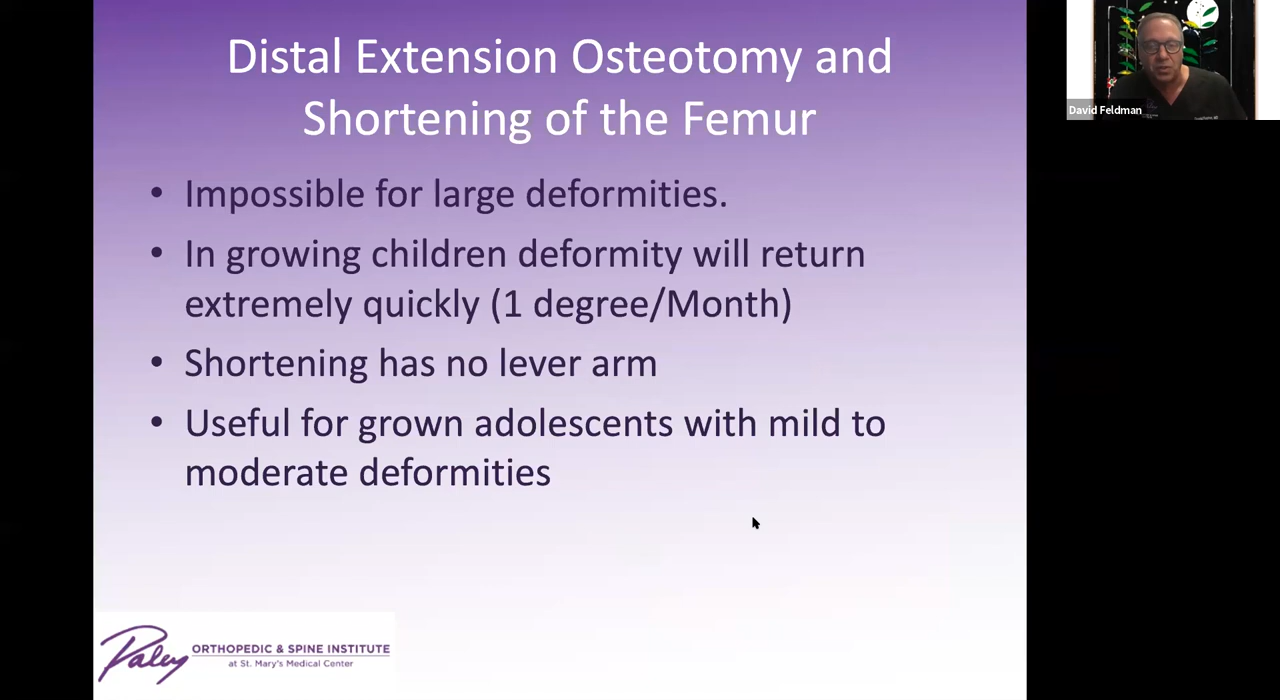 Distal Extension Osteotomy and
Shortening of the Femur
• Impossible for large deformities.
• In growing children deformity will return
extremely quickly (1 degree/Month)
• Shortening has no lever arm
• Useful for grown adolescents with mild to
moderate deformities
Paley
ORTHOPEDIC & SPINE INSTITUTE
at St. Mary's Medical Center
David Feldman